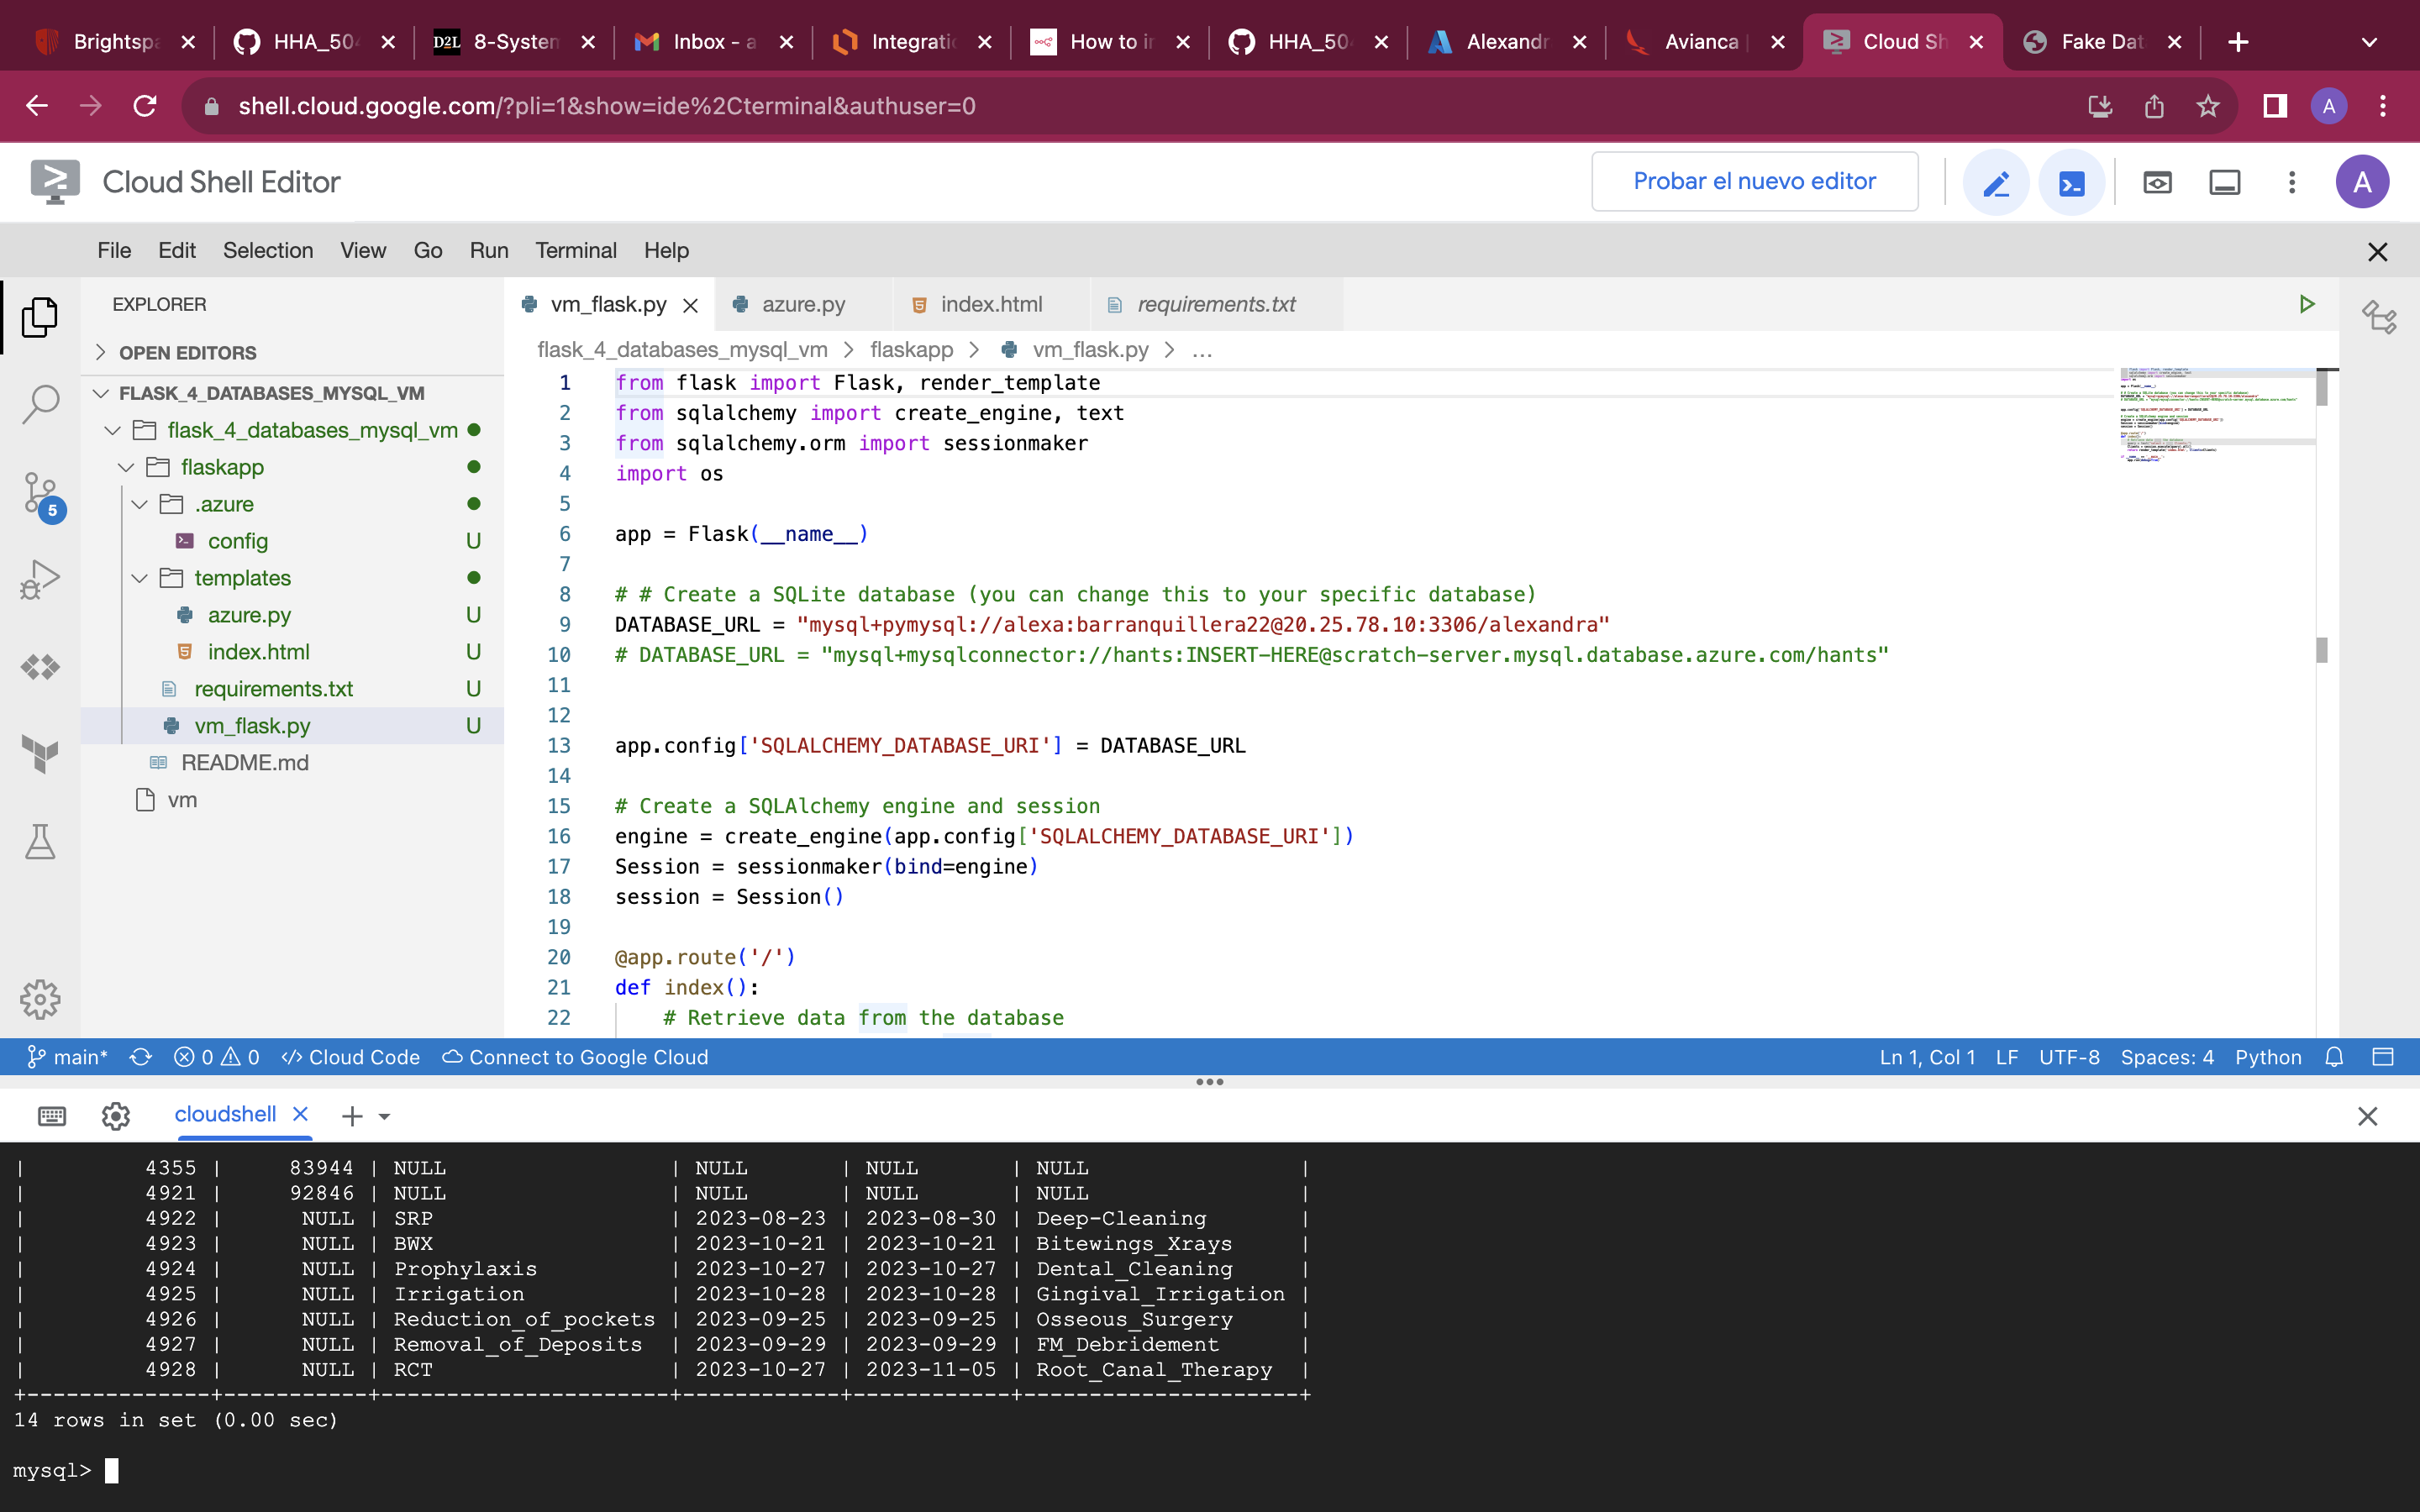 Brightspa
HHA_504
D2L 8-System
Inbox - a
Integratio
How to in
HHA_504
Alexandr
Avianca |
Cloud Sh
Fake Dat
shell.cloud.google.com/?pli=1&show=ide%2Cterminal&authuser=0
A
Cloud Shell Editor
Probar el nuevo editor
A
File Edit Selection View Go Run Terminal Help
EXPLORER
OPEN EDITORS
FLASK_4_DATABASES_MYSQL_VM
flask_4_databases_mysql_vm
flaskapp
.azure
config U
templates
azure.py U
index.html U
requirements.txt U
vm_flask.py U
README.md
vm
5
vm_flask.py
azure.py
index.html
requirements.txt
flask_4_databases_mysql_vm > flaskapp > vm_flask.py > ...
1 from flask import Flask, render_template
2 from sqlalchemy import create_engine, text
3 from sqlalchemy.orm import sessionmaker
4 import os
5
6 app = Flask(__name__)
7
8 # # Create a SQLite database (you can change this to your specific database)
9 DATABASE_URL = "mysql+pymysql://alexa:barranquillera22@20.25.78.10:3306/alexandra"
10 # DATABASE_URL = "mysql+mysqlconnector://hants:INSERT-HERE@scratch-server.mysql.database.azure.com/hants"
11
12
13 app.config['SQLALCHEMY_DATABASE_URI'] = DATABASE_URL
14
15 # Create a SQLAlchemy engine and session
16 engine = create_engine(app.config['SQLALCHEMY_DATABASE_URI'])
17 Session = sessionmaker(bind=engine)
18 session = Session()
19
20 @app.route('/')
21 def index():
22 # Retrieve data from the database
main* 0 0 Cloud Code Connect to Google Cloud Ln 1, Col 1 LF UTF-8 Spaces: 4 Python
cloudshell
| 4355 | 83944 | NULL | NULL | NULL | NULL |
| 4921 | 92846 | NULL | NULL | NULL | NULL |
| 4922 | NULL | SRP | 2023-08-23 | 2023-08-30 | Deep-Cleaning |
| 4923 | NULL | BWX | 2023-10-21 | 2023-10-21 | Bitewings_Xrays |
| 4924 | NULL | Prophylaxis | 2023-10-27 | 2023-10-27 | Dental_Cleaning |
| 4925 | NULL | Irrigation | 2023-10-28 | 2023-10-28 | Gingival_Irrigation |
| 4926 | NULL | Reduction_of_pockets | 2023-09-25 | 2023-09-25 | Osseous_Surgery |
| 4927 | NULL | Removal_of_Deposits | 2023-09-29 | 2023-09-29 | FM_Debridement |
| 4928 | NULL | RCT | 2023-10-27 | 2023-11-05 | Root_Canal_Therapy |
14 rows in set (0.00 sec)
mysql>